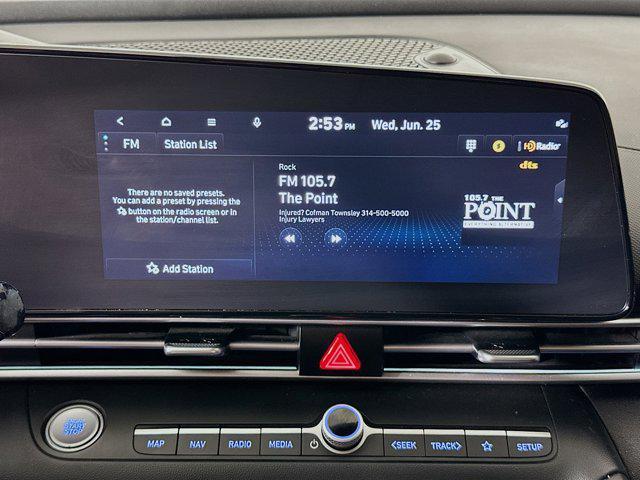 2:53 PM Wed, Jun. 25
FM Station List
HD Radio
dts
There are no saved presets.
You can add a preset by pressing the
button on the radio screen or in
the station/channel list.
Add Station
Rock
FM 105.7
The Point
Injured? Cofman Townsley 314-500-5000
Injury Lawyers
105.7 THE
POINT
EVERYTHING ALTERNATIVE
ENGINE
START
STOP
MAP NAV RADIO MEDIA <SEEK TRACK> SETUP